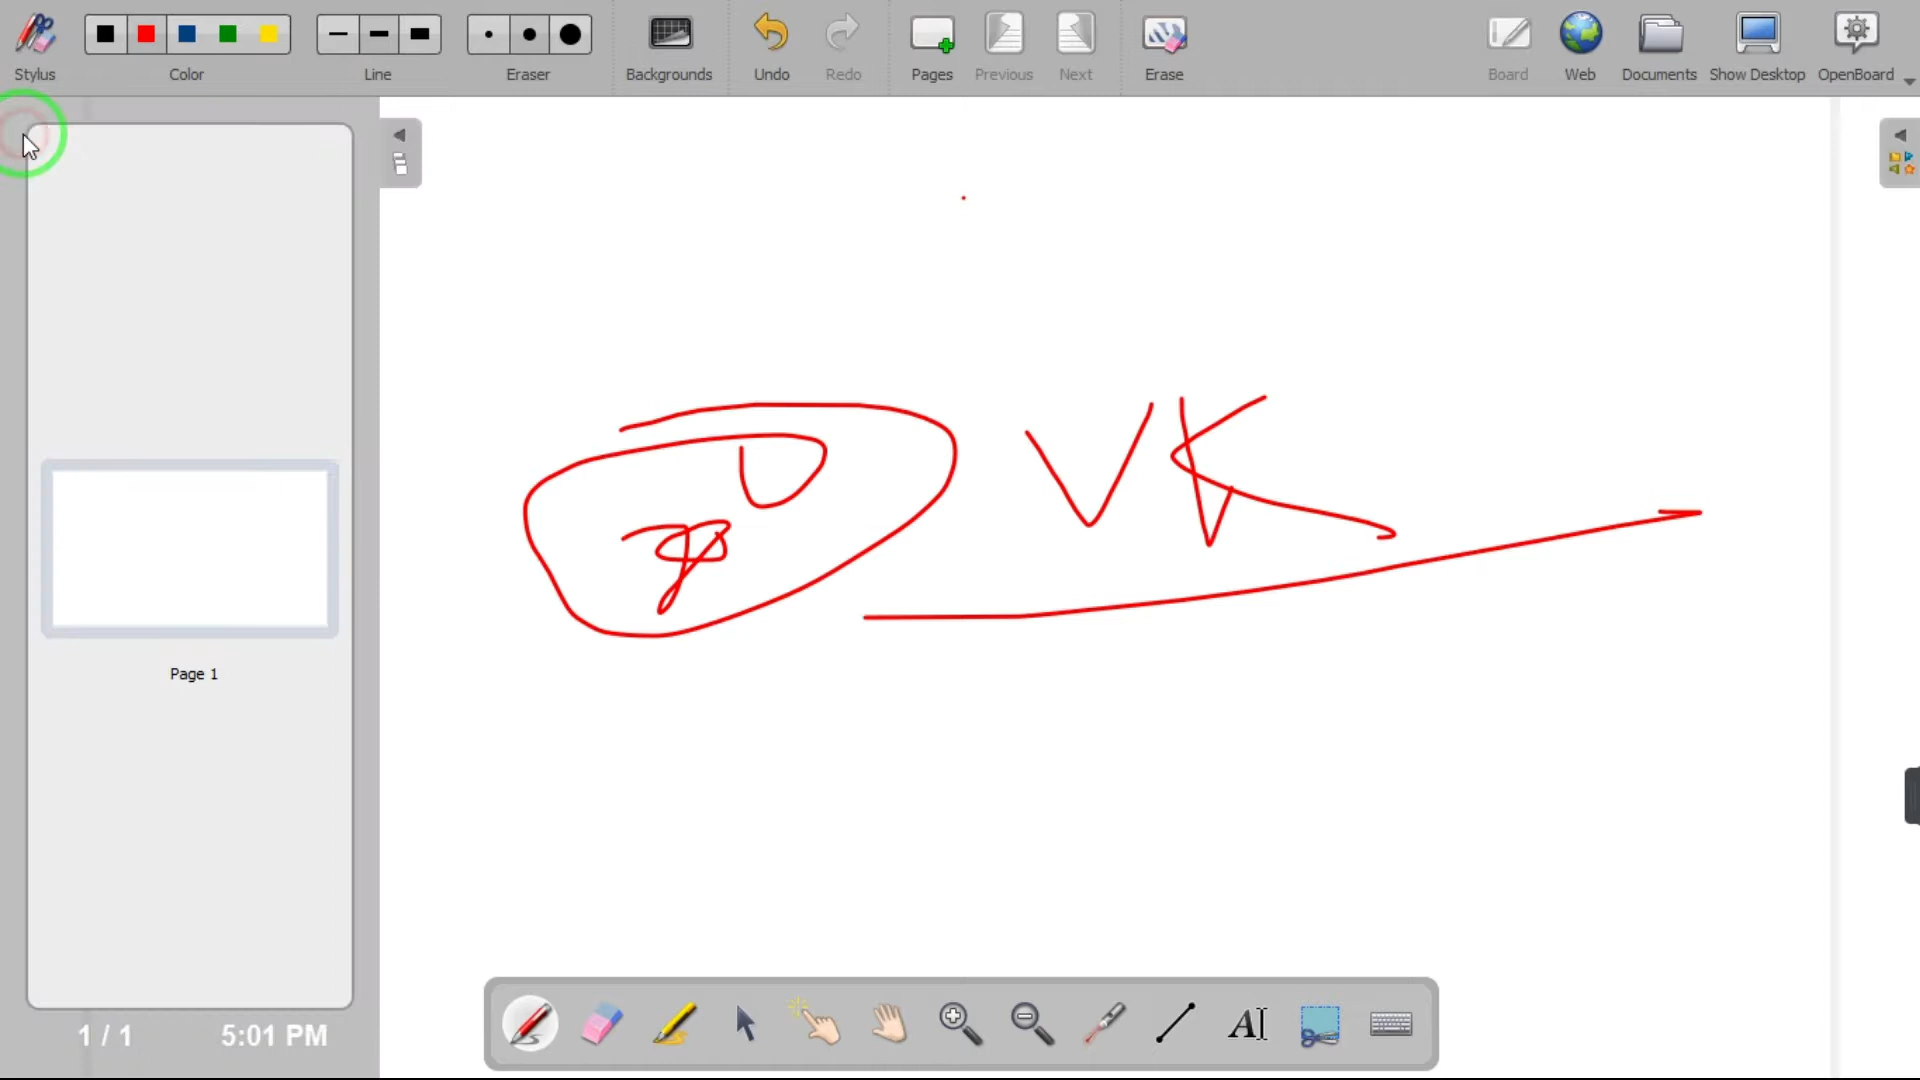 Stylus Color Line Eraser Backgrounds Undo Redo Pages Previous Next Erase Board Web Documents Show Desktop OpenBoard
VK
Page 1
1 / 1 5:01 PM